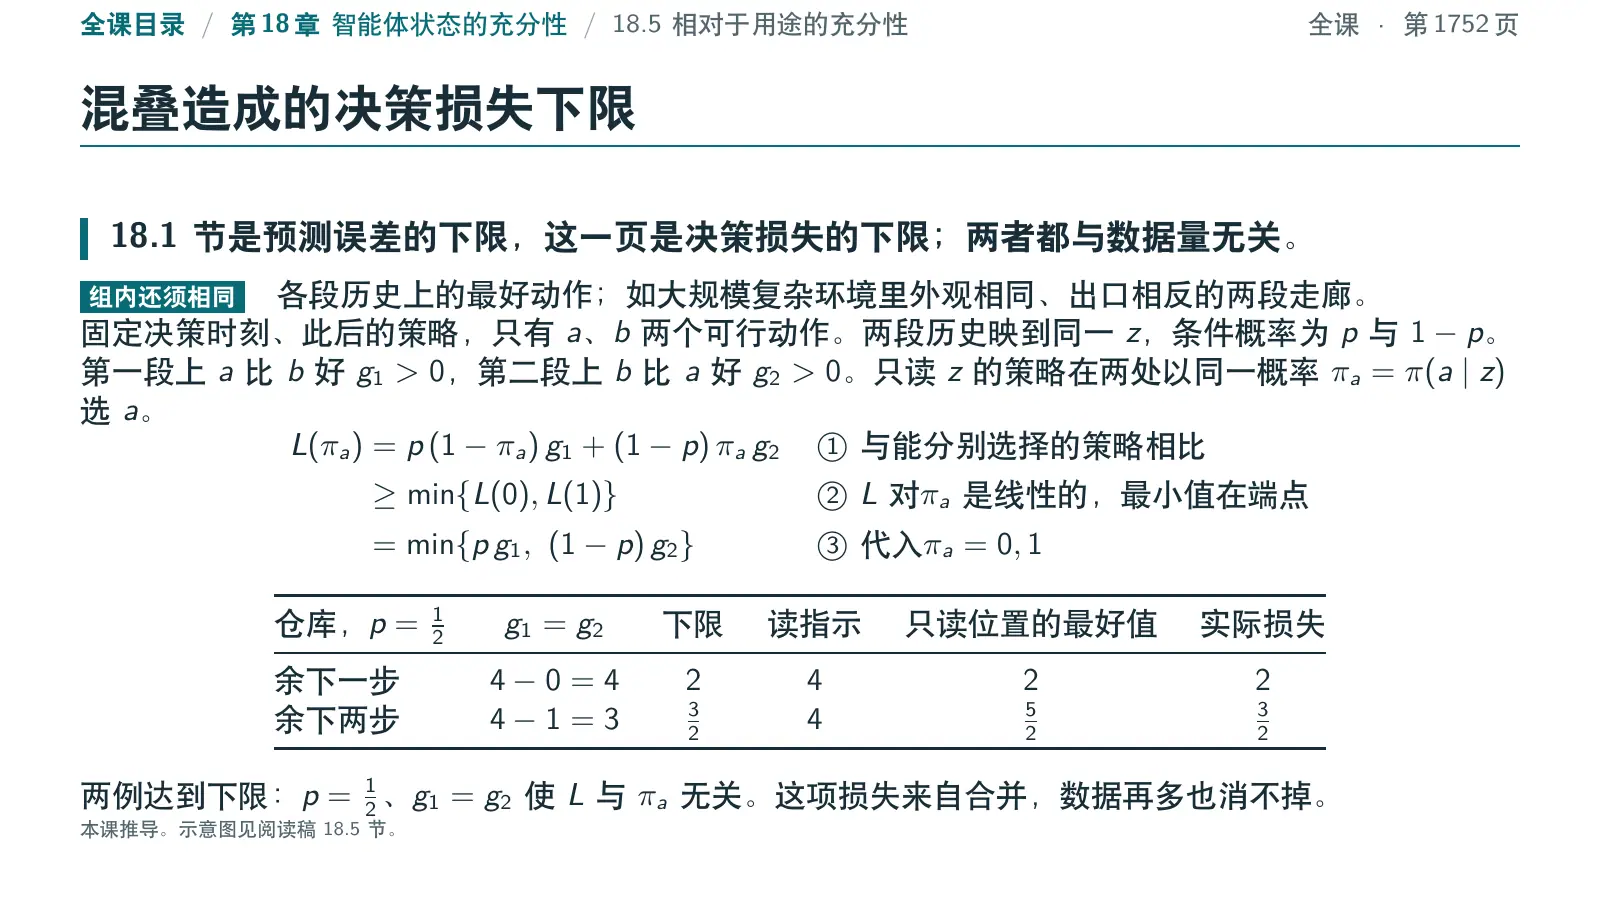 全课目录 / 第 18 章 智能体状态的充分性 / 18.5 相对于用途的充分性
全课 · 第 1752 页
混叠造成的决策损失下限
18.1 节是预测误差的下限，这一页是决策损失的下限；两者都与数据量无关。
组内还须相同 各段历史上的最好动作；如大规模复杂环境里外观相同、出口相反的两段走廊。
固定决策时刻、此后的策略，只有 a、b 两个可行动作。两段历史映到同一 z，条件概率为 p 与 1 − p。
第一段上 a 比 b 好 g₁ > 0，第二段上 b 比 a 好 g₂ > 0。只读 z 的策略在两处以同一概率 πₐ = π(a | z)
选 a。
L(πₐ) = p (1 − πₐ) g₁ + (1 − p) πₐ g₂ ① 与能分别选择的策略相比
≥ min{L(0), L(1)} ② L 对πₐ 是线性的，最小值在端点
= min{p g₁, (1 − p) g₂} ③ 代入πₐ = 0, 1
仓库，p = 1/2 g₁ = g₂ 下限 读指示 只读位置的最好值 实际损失
余下一步 4 − 0 = 4 2 4 2 2
余下两步 4 − 1 = 3 3/2 4 5/2 3/2
两例达到下限：p = 1/2、g₁ = g₂ 使 L 与 πₐ 无关。这项损失来自合并，数据再多也消不掉。
本课推导。示意图见阅读稿 18.5 节。